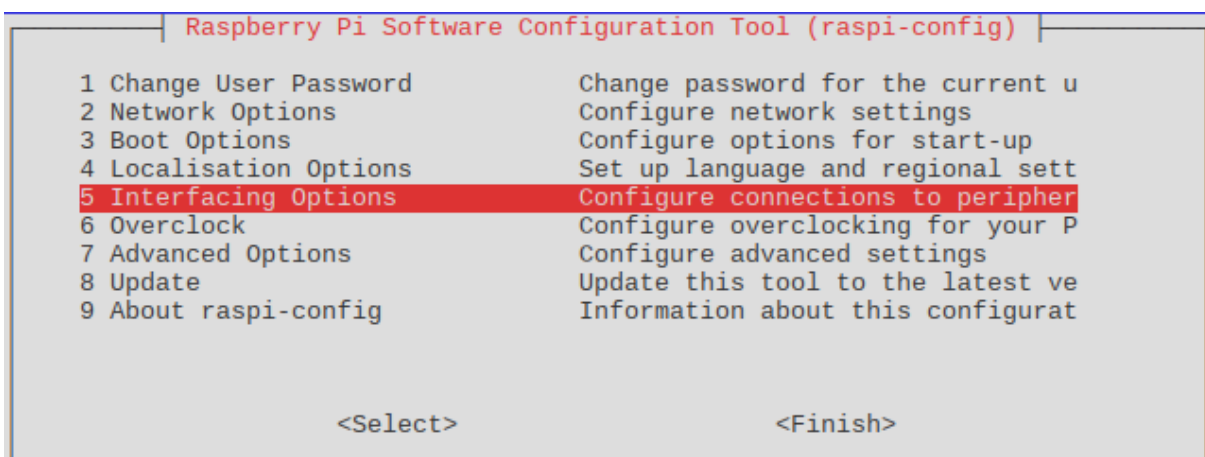 Raspberry Pi Software Configuration Tool (raspi-config)
1 Change User Password Change password for the current u
2 Network Options Configure network settings
3 Boot Options Configure options for start-up
4 Localisation Options Set up language and regional sett
5 Interfacing Options Configure connections to peripher
6 Overclock Configure overclocking for your P
7 Advanced Options Configure advanced settings
8 Update Update this tool to the latest ve
9 About raspi-config Information about this configurat
<Select> <Finish>